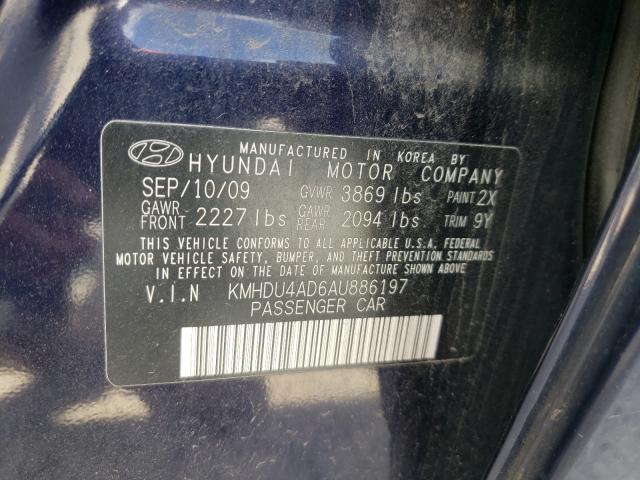 MANUFACTURED IN KOREA BY
HYUNDAI MOTOR COMPANY
SEP/10/09 GVWR 3869 lbs PAINT 2X
GAWR FRONT 2227 lbs GAWR REAR 2094 lbs TRIM 9Y
THIS VEHICLE CONFORMS TO ALL APPLICABLE U.S.A. FEDERAL
MOTOR VEHICLE SAFETY, BUMPER, AND THEFT PREVENTION STANDARDS
IN EFFECT ON THE DATE OF MANUFACTURE SHOWN ABOVE.
V.I.N KMHDU4AD6AU886197
PASSENGER CAR